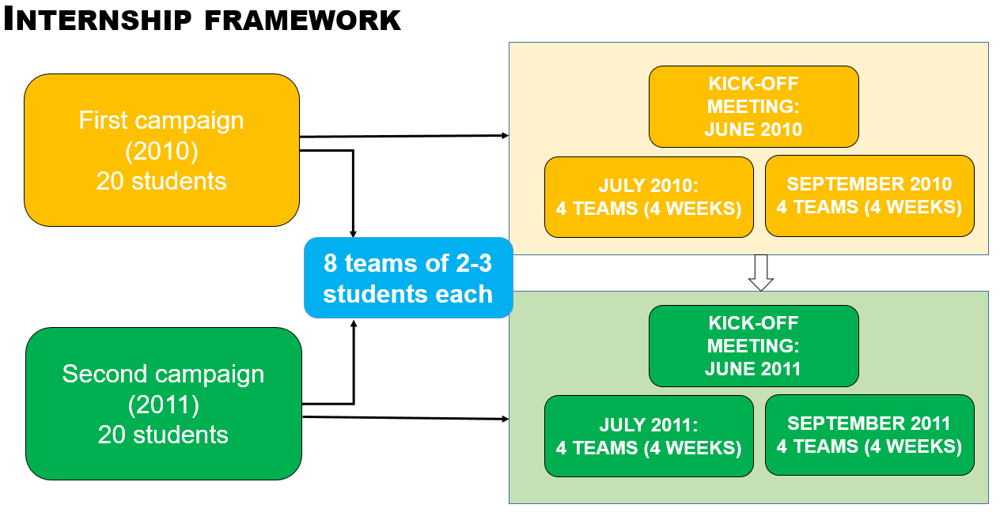 INTERNSHIP FRAMEWORK
First campaign
(2010)
20 students
KICK-OFF
MEETING:
JUNE 2010
JULY 2010:
4 TEAMS (4 WEEKS)
SEPTEMBER 2010
4 TEAMS (4 WEEKS)
8 teams of 2-3
students each
Second campaign
(2011)
20 students
KICK-OFF
MEETING:
JUNE 2011
JULY 2011:
4 TEAMS (4 WEEKS)
SEPTEMBER 2011
4 TEAMS (4 WEEKS)